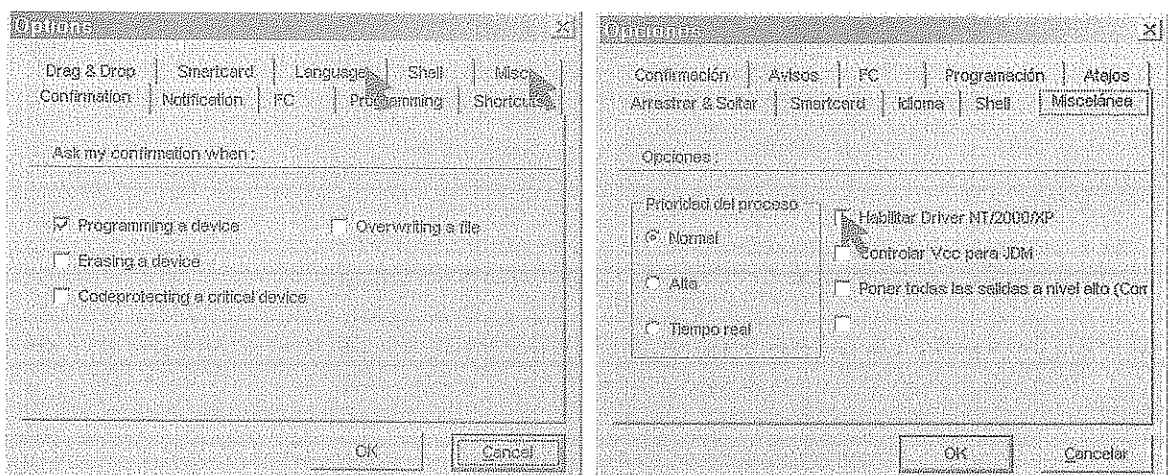 Options
Drag & Drop Smartcard Language Shell Misc
Confirmation Notification I²C Programming Shortcuts
Ask my confirmation when :
Programming a device Overwriting a file
Erasing a device
Codeprotecting a critical device
OK Cancel
Opciones
Confirmación Avisos I²C Programación Atajos
Arrastrar & Soltar Smartcard Idioma Shell Miscelánea
Opciones :
Prioridad del proceso
Habilitar Driver NT/2000/XP
Normal
Controlar Vcc para JDM
Alta
Poner todas las salidas a nivel alto (Com
Tiempo real
OK Cancelar